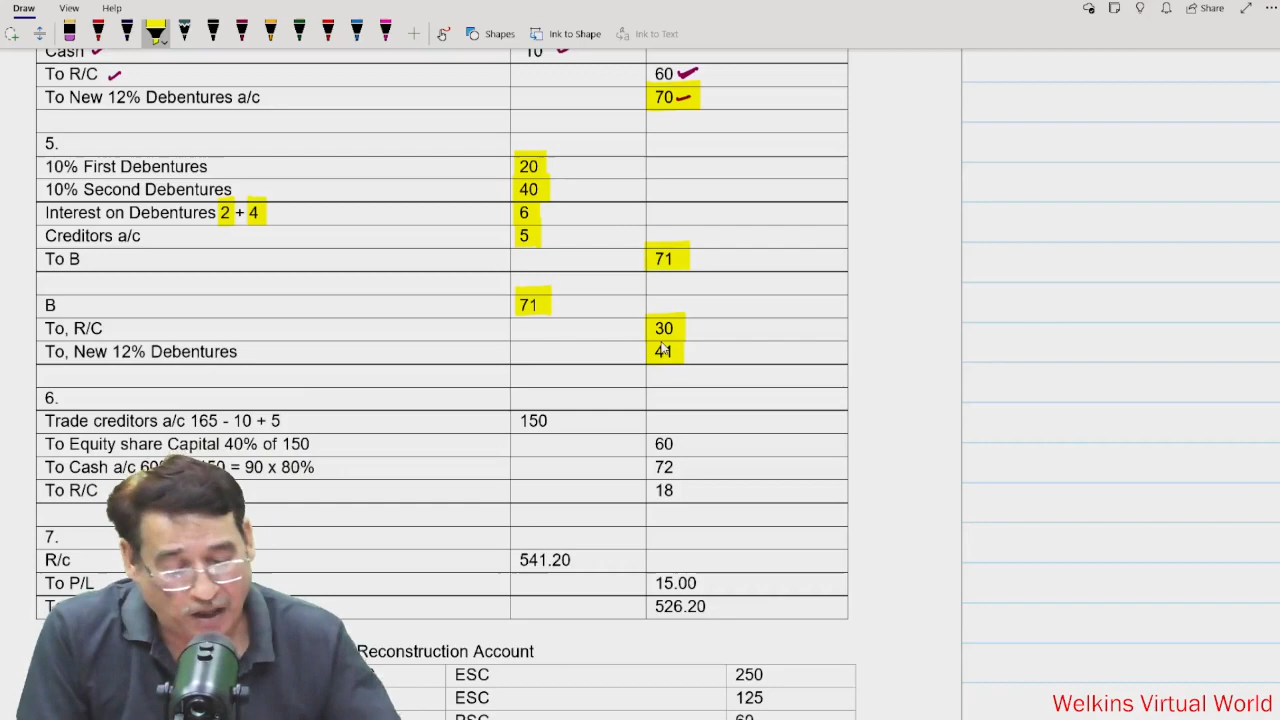 Draw View Help
Shapes Ink to Shape Ink to Text Share
Cash 10
To R/C 60
To New 12% Debentures a/c 70
5.
10% First Debentures 20
10% Second Debentures 40
Interest on Debentures 2 + 4 6
Creditors a/c 5
To B 71
B 71
To, R/C 30
To, New 12% Debentures 41
6.
Trade creditors a/c 165 - 10 + 5 150
To Equity share Capital 40% of 150 60
To Cash a/c = 90 x 80% 72
To R/C 18
7.
R/c 541.20
To P/L 15.00
526.20
Reconstruction Account
ESC 250
ESC 125
Welkins Virtual World